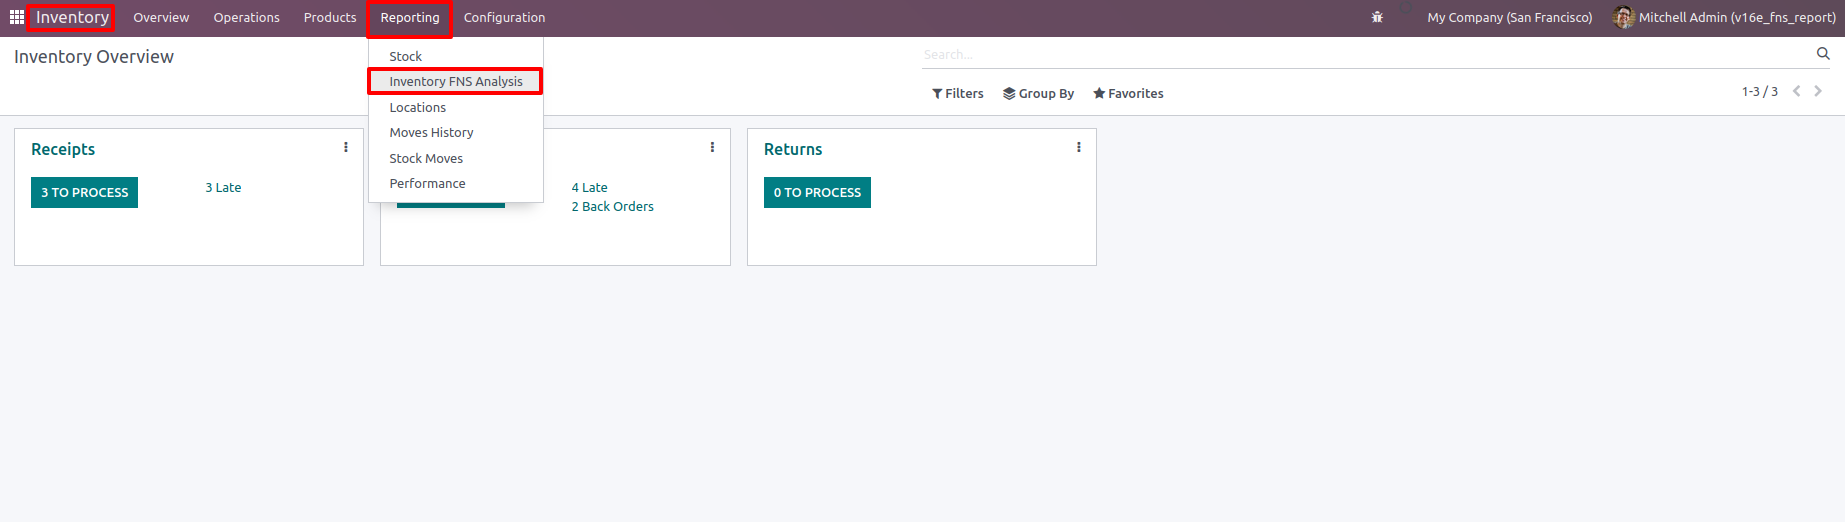 Inventory Overview Operations Products Reporting Configuration My Company (San Francisco) Mitchell Admin (v16e_fns_report)
Inventory Overview
Search...
Filters Group By Favorites 1-3 / 3
Stock
Inventory FNS Analysis
Locations
Moves History
Stock Moves
Performance
Receipts
3 TO PROCESS 3 Late
4 Late
2 Back Orders
Returns
0 TO PROCESS